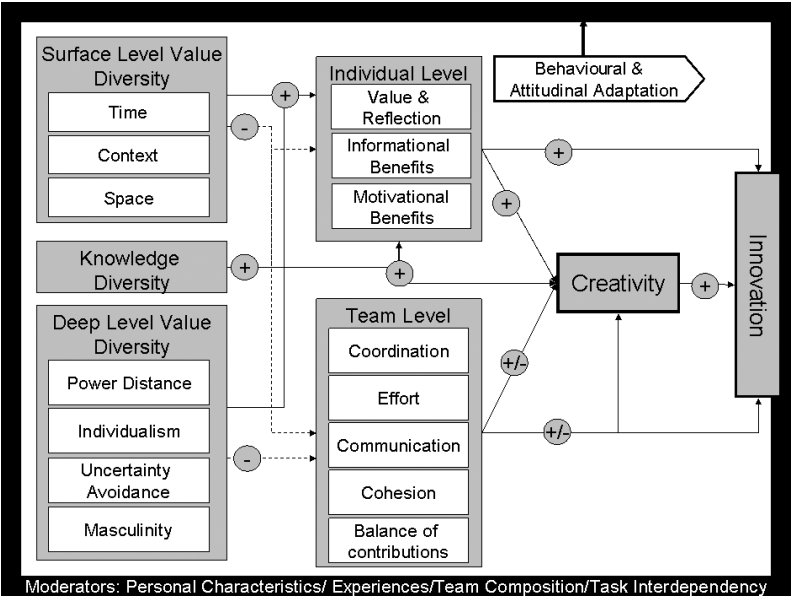 Surface Level Value
Diversity
Time
Context
Space
Knowledge
Diversity
Deep Level Value
Diversity
Power Distance
Individualism
Uncertainty
Avoidance
Masculinity
+
-
+
-
Individual Level
Value &
Reflection
Informational
Benefits
Motivational
Benefits
+
Team Level
Coordination
Effort
Communication
Cohesion
Balance of
contributions
Behavioural &
Attitudinal Adaptation
+
+
+/-
+/-
Creativity
+
Innovation
Moderators: Personal Characteristics/ Experiences/Team Composition/Task Interdependency